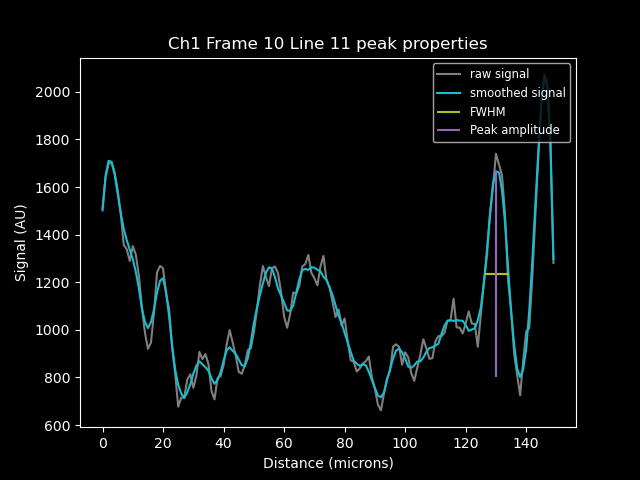 Ch1 Frame 10 Line 11 peak properties
raw signal
smoothed signal
FWHM
Peak amplitude
Signal (AU)
2000
1800
1600
1400
1200
1000
800
600
0 20 40 60 80 100 120 140
Distance (microns)